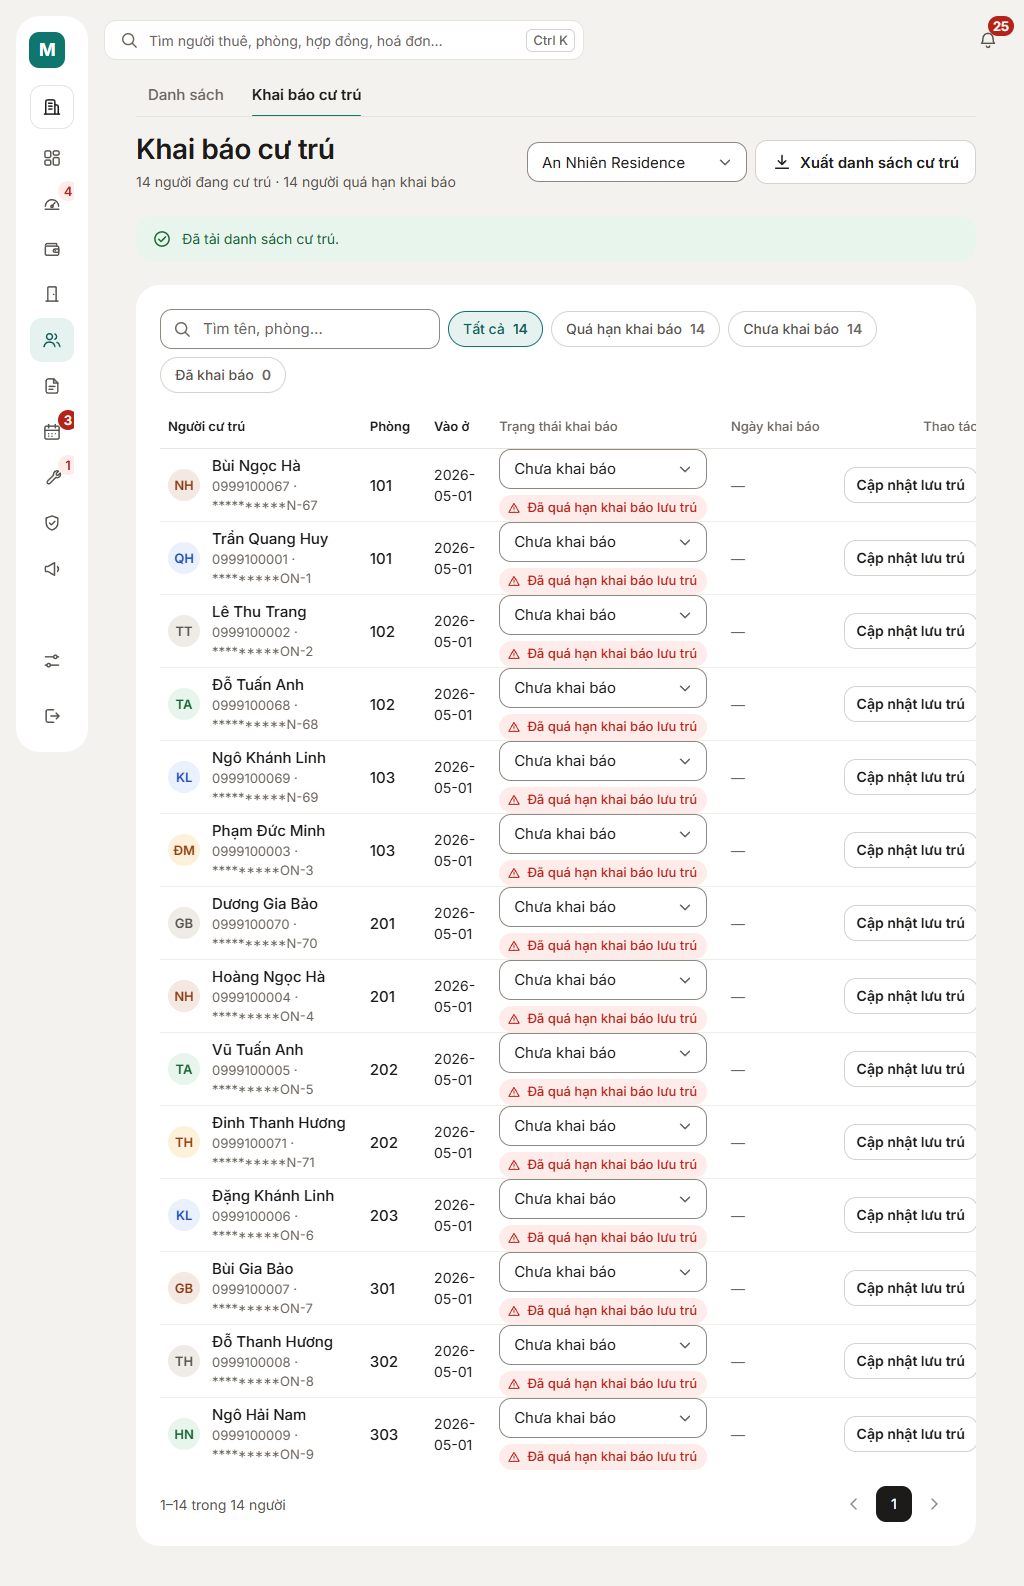 M
Tìm người thuê, phòng, hợp đồng, hoá đơn...
Ctrl K
25
4
3
1
Danh sách
Khai báo cư trú
Khai báo cư trú
14 người đang cư trú · 14 người quá hạn khai báo
An Nhiên Residence
Xuất danh sách cư trú
Đã tải danh sách cư trú.
Tìm tên, phòng...
Tất cả 14
Quá hạn khai báo 14
Chưa khai báo 14
Đã khai báo 0
Người cư trú
Phòng
Vào ở
Trạng thái khai báo
Ngày khai báo
Thao tác
NH
Bùi Ngọc Hà
0999100067 ·
**********N-67
101
2026-
05-01
Chưa khai báo
Đã quá hạn khai báo lưu trú
—
Cập nhật lưu trú
QH
Trần Quang Huy
0999100001 ·
*********ON-1
101
2026-
05-01
Chưa khai báo
Đã quá hạn khai báo lưu trú
—
Cập nhật lưu trú
TT
Lê Thu Trang
0999100002 ·
*********ON-2
102
2026-
05-01
Chưa khai báo
Đã quá hạn khai báo lưu trú
—
Cập nhật lưu trú
TA
Đỗ Tuấn Anh
0999100068 ·
**********N-68
102
2026-
05-01
Chưa khai báo
Đã quá hạn khai báo lưu trú
—
Cập nhật lưu trú
KL
Ngô Khánh Linh
0999100069 ·
**********N-69
103
2026-
05-01
Chưa khai báo
Đã quá hạn khai báo lưu trú
—
Cập nhật lưu trú
ĐM
Phạm Đức Minh
0999100003 ·
*********ON-3
103
2026-
05-01
Chưa khai báo
Đã quá hạn khai báo lưu trú
—
Cập nhật lưu trú
GB
Dương Gia Bảo
0999100070 ·
**********N-70
201
2026-
05-01
Chưa khai báo
Đã quá hạn khai báo lưu trú
—
Cập nhật lưu trú
NH
Hoàng Ngọc Hà
0999100004 ·
*********ON-4
201
2026-
05-01
Chưa khai báo
Đã quá hạn khai báo lưu trú
—
Cập nhật lưu trú
TA
Vũ Tuấn Anh
0999100005 ·
*********ON-5
202
2026-
05-01
Chưa khai báo
Đã quá hạn khai báo lưu trú
—
Cập nhật lưu trú
TH
Đinh Thanh Hương
0999100071 ·
**********N-71
202
2026-
05-01
Chưa khai báo
Đã quá hạn khai báo lưu trú
—
Cập nhật lưu trú
KL
Đặng Khánh Linh
0999100006 ·
*********ON-6
203
2026-
05-01
Chưa khai báo
Đã quá hạn khai báo lưu trú
—
Cập nhật lưu trú
GB
Bùi Gia Bảo
0999100007 ·
*********ON-7
301
2026-
05-01
Chưa khai báo
Đã quá hạn khai báo lưu trú
—
Cập nhật lưu trú
TH
Đỗ Thanh Hương
0999100008 ·
*********ON-8
302
2026-
05-01
Chưa khai báo
Đã quá hạn khai báo lưu trú
—
Cập nhật lưu trú
HN
Ngô Hải Nam
0999100009 ·
*********ON-9
303
2026-
05-01
Chưa khai báo
Đã quá hạn khai báo lưu trú
—
Cập nhật lưu trú
1–14 trong 14 người
1